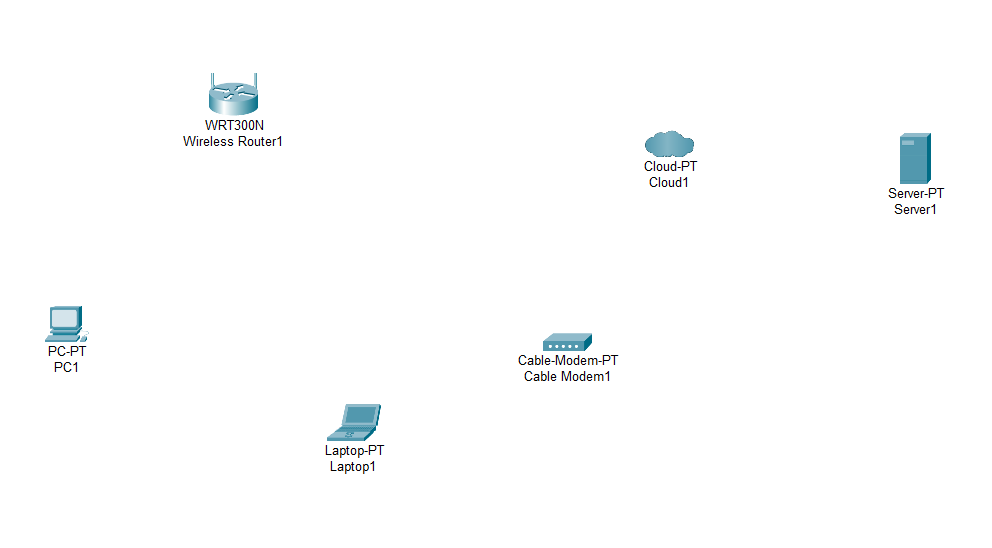 WRT300N
Wireless Router1
Cloud-PT
Cloud1
Server-PT
Server1
PC-PT
PC1
Cable-Modem-PT
Cable Modem1
Laptop-PT
Laptop1